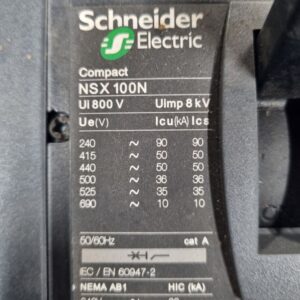 Schneider
Electric
Compact
NSX 100N
Ui 800 V Uimp 8 kV
Ue(V) Icu(kA) Ics
240 ~ 90 90
415 ~ 50 50
440 ~ 50 50
500 ~ 36 36
525 ~ 35 35
690 ~ 10 10
50/60Hz cat A
IEC / EN 60947-2
NEMA AB1 HIC (kA)